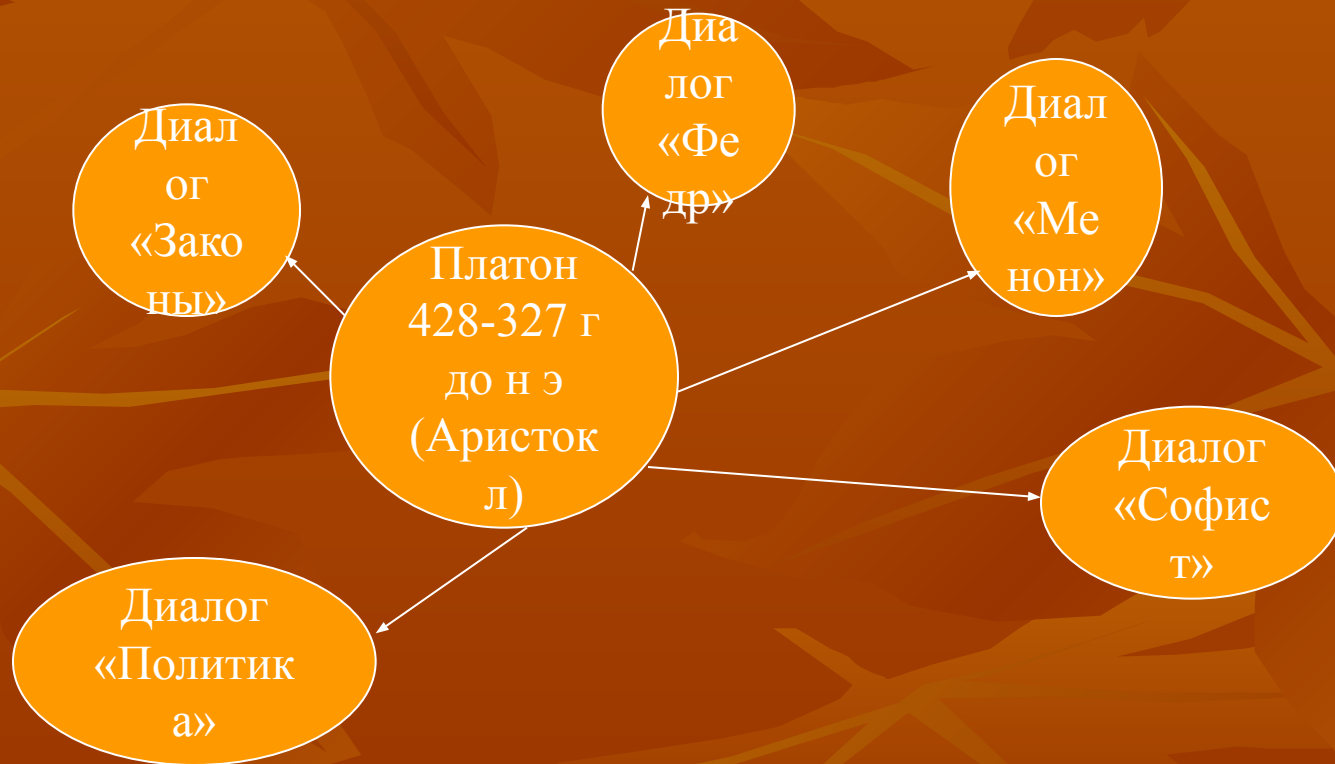 Диа
лог
«Фе
др»
Диал
ог
«Зако
ны»
Диал
ог
«Ме
нон»
Платон
428-327 г
до н э
(Аристок
л)
Диалог
«Софис
т»
Диалог
«Политик
а»